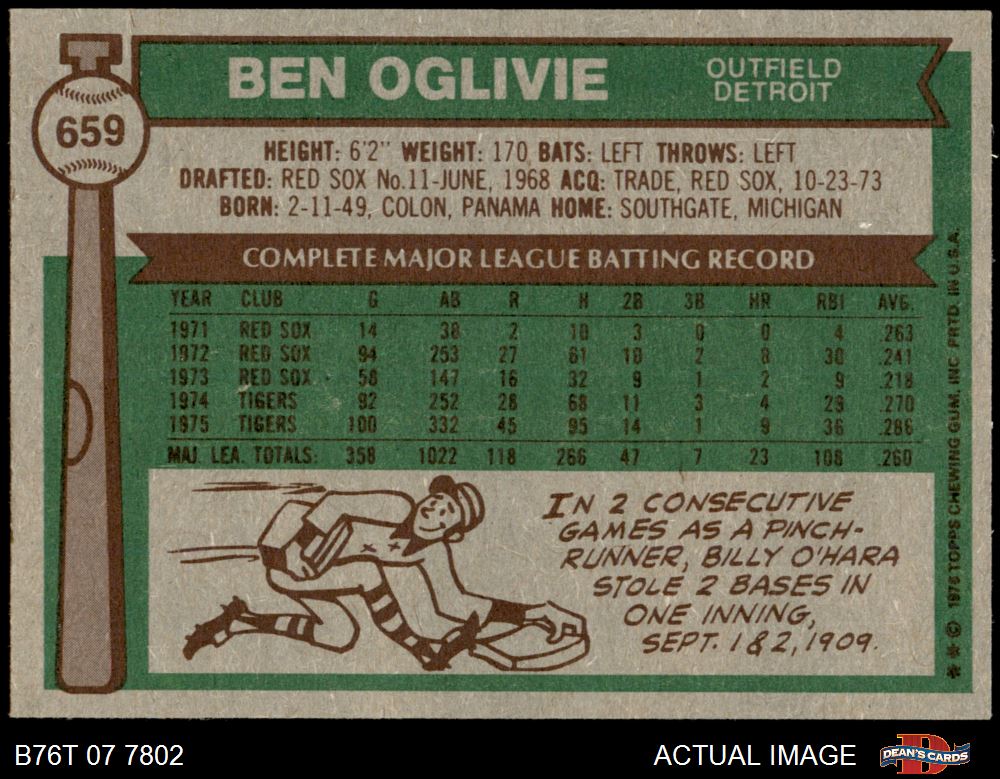 BEN OGLIVIE
OUTFIELD
DETROIT
659
HEIGHT: 6'2" WEIGHT: 170 BATS: LEFT THROWS: LEFT
DRAFTED: RED SOX No.11-JUNE, 1968 ACQ: TRADE, RED SOX, 10-23-73
BORN: 2-11-49, COLON, PANAMA HOME: SOUTHGATE, MICHIGAN
COMPLETE MAJOR LEAGUE BATTING RECORD
YEAR CLUB G AB R H 2B 3B HR RBI AVG.
1971 RED SOX 14 38 2 10 3 0 0 4 .263
1972 RED SOX 94 253 27 61 10 2 8 30 .241
1973 RED SOX 58 147 16 32 9 1 2 9 .218
1974 TIGERS 92 252 28 68 11 3 4 29 .270
1975 TIGERS 100 332 45 95 14 1 9 36 .286
MAJ. LEA. TOTALS: 358 1022 118 266 47 7 23 108 .260
IN 2 CONSECUTIVE
GAMES AS A PINCH-
RUNNER, BILLY O'HARA
STOLE 2 BASES IN
ONE INNING,
SEPT. 1 & 2, 1909.
** © 1976 TOPPS CHEWING GUM, INC. PRTD. IN U.S.A.
B76T 07 7802
ACTUAL IMAGE
DEAN'S CARDS